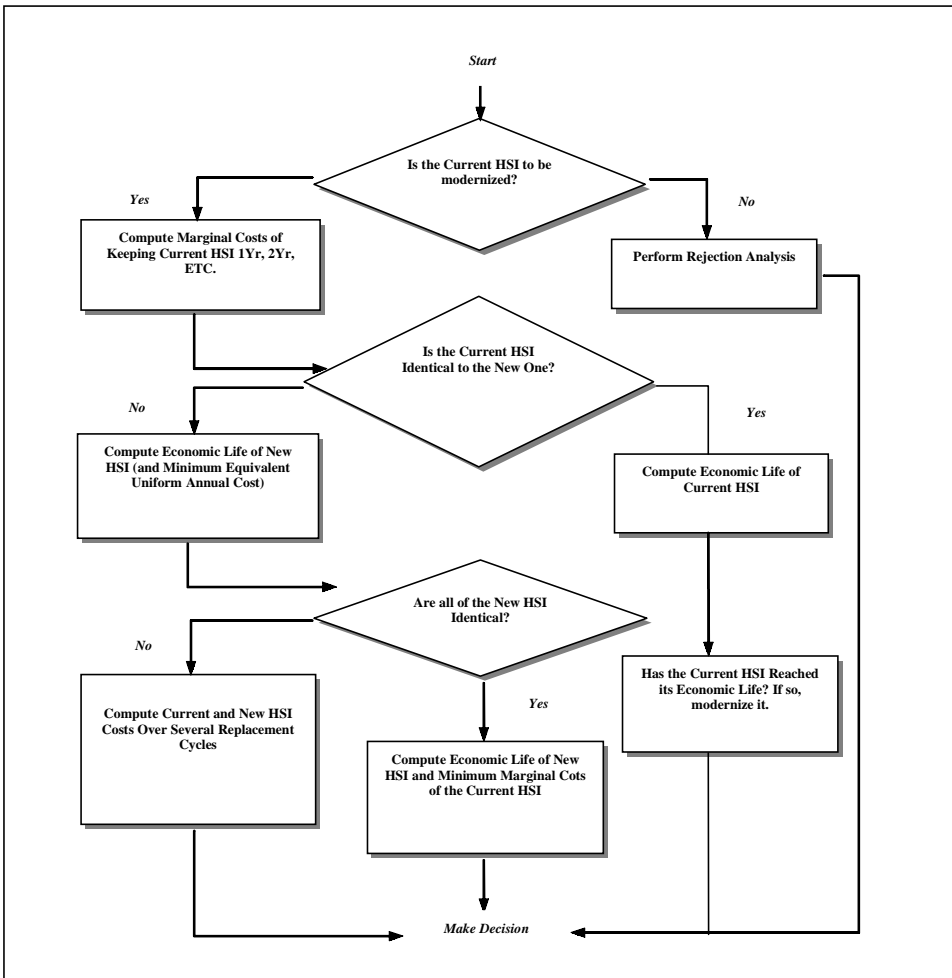 Start
Is the Current HSI to be
modernized?
Yes
No
Compute Marginal Costs of
Keeping Current HSI 1Yr, 2Yr,
ETC.
Perform Rejection Analysis
Is the Current HSI
Identical to the New One?
No
Yes
Compute Economic Life of New
HSI (and Minimum Equivalent
Uniform Annual Cost)
Compute Economic Life of
Current HSI
Are all of the New HSI
Identical?
No
Yes
Has the Current HSI Reached
its Economic Life? If so,
modernize it.
Compute Current and New HSI
Costs Over Several Replacement
Cycles
Compute Economic Life of New
HSI and Minimum Marginal Cots
of the Current HSI
Make Decision